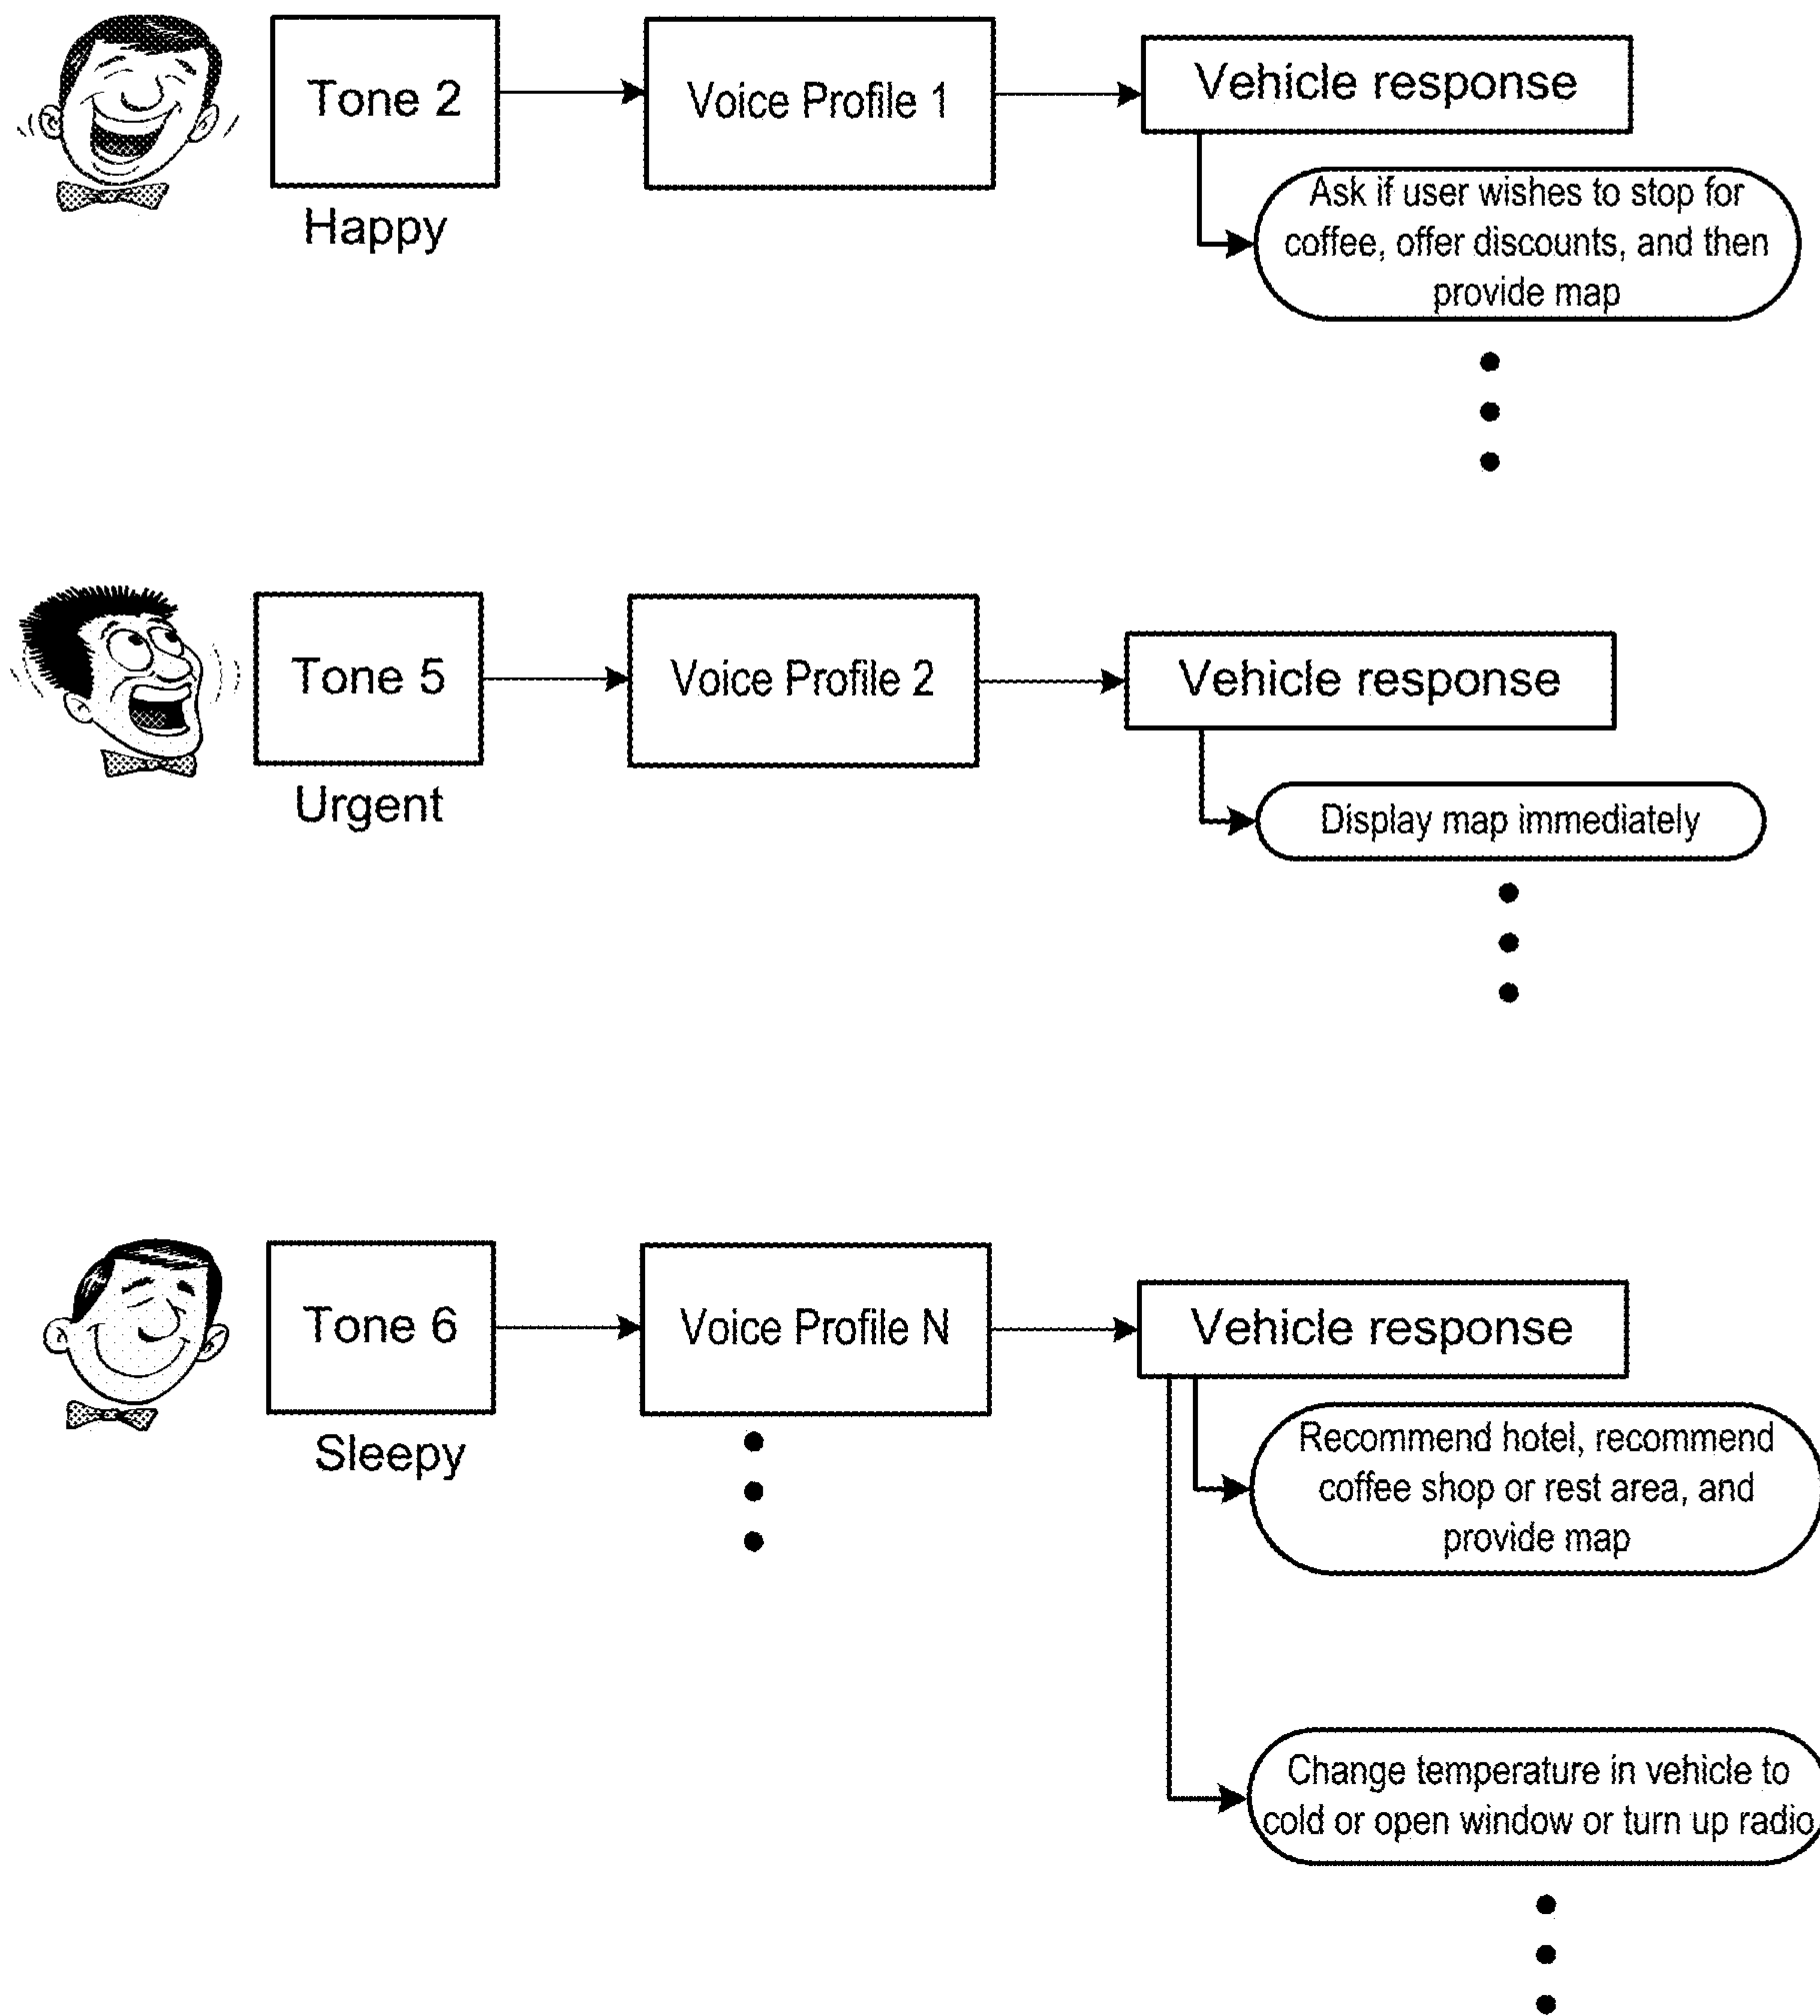 Tone 2
Happy
Voice Profile 1
Vehicle response
Ask if user wishes to stop for
coffee, offer discounts, and then
provide map
Tone 5
Urgent
Voice Profile 2
Vehicle response
Display map immediately
Tone 6
Sleepy
Voice Profile N
Vehicle response
Recommend hotel, recommend
coffee shop or rest area, and
provide map
Change temperature in vehicle to
cold or open window or turn up radio